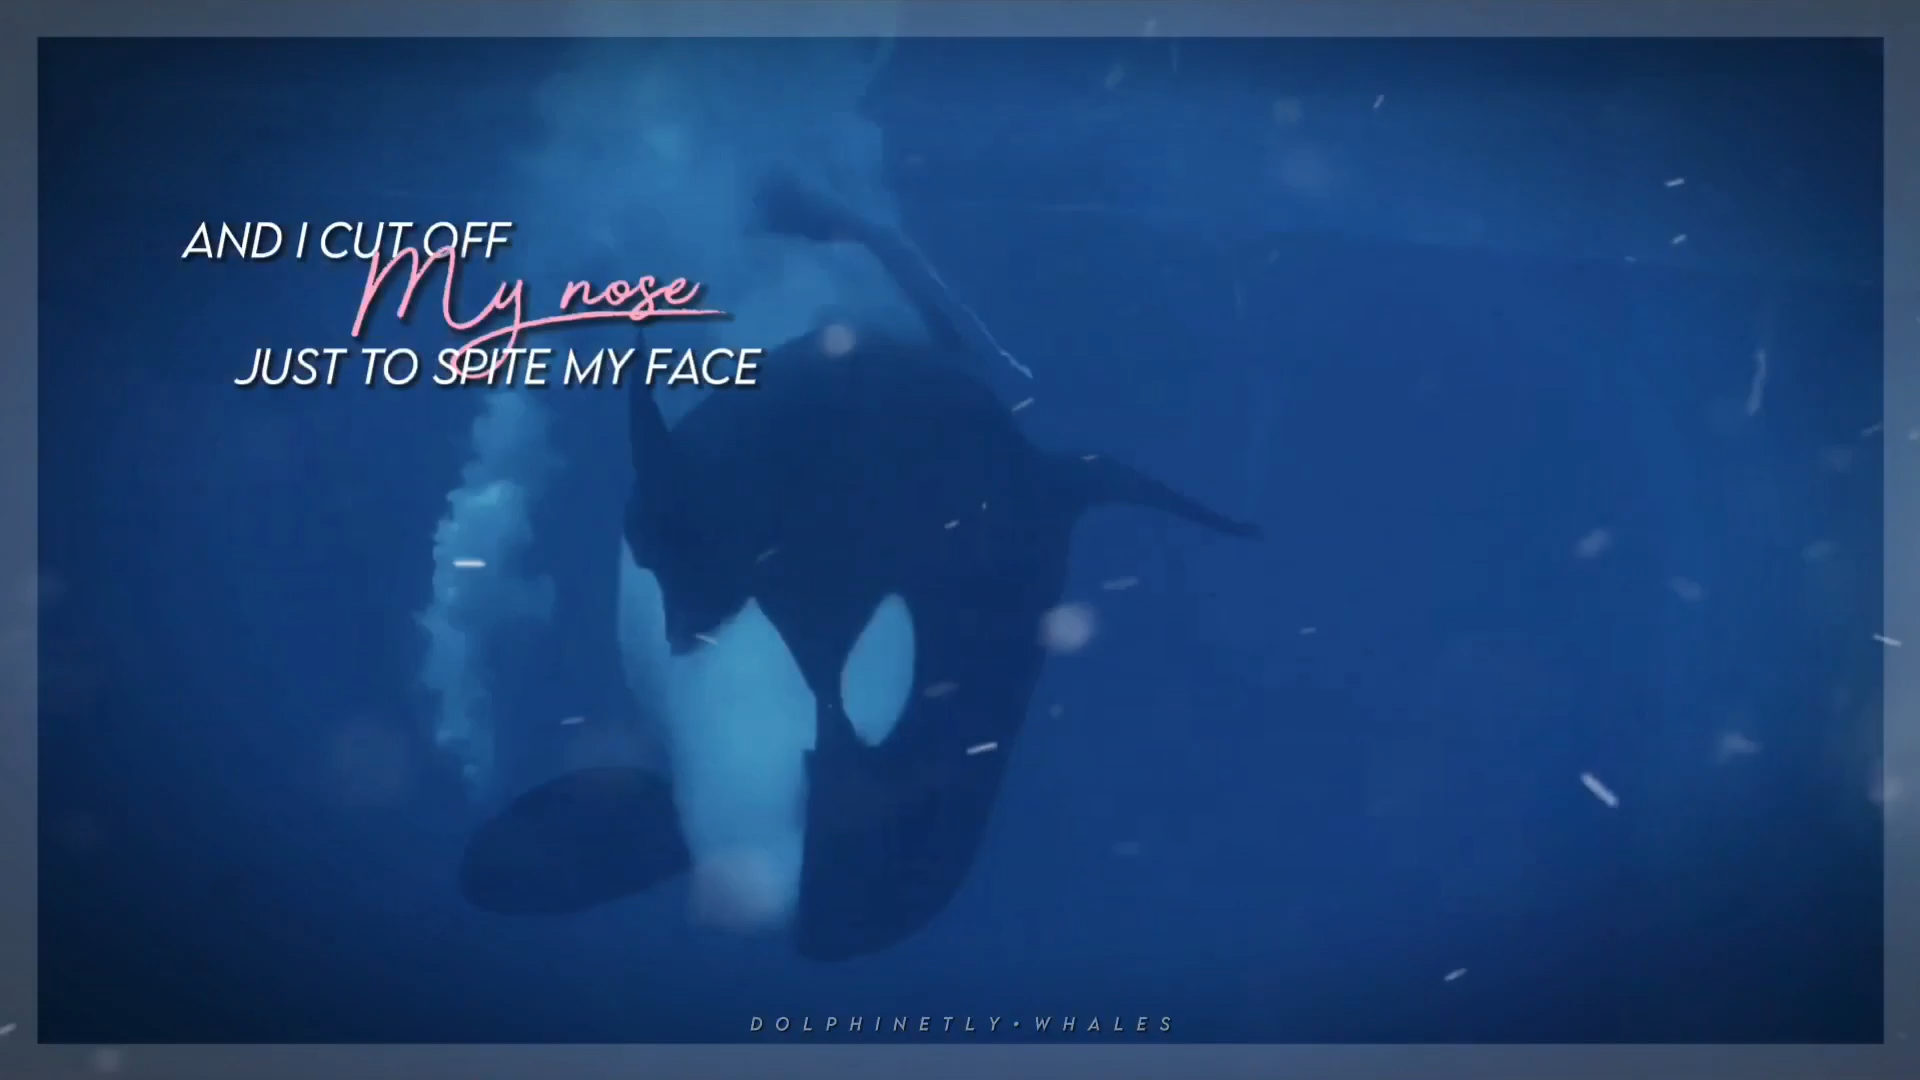 AND I CUT OFF
My nose
JUST TO SPITE MY FACE
DOLPHINETLY • WHALES